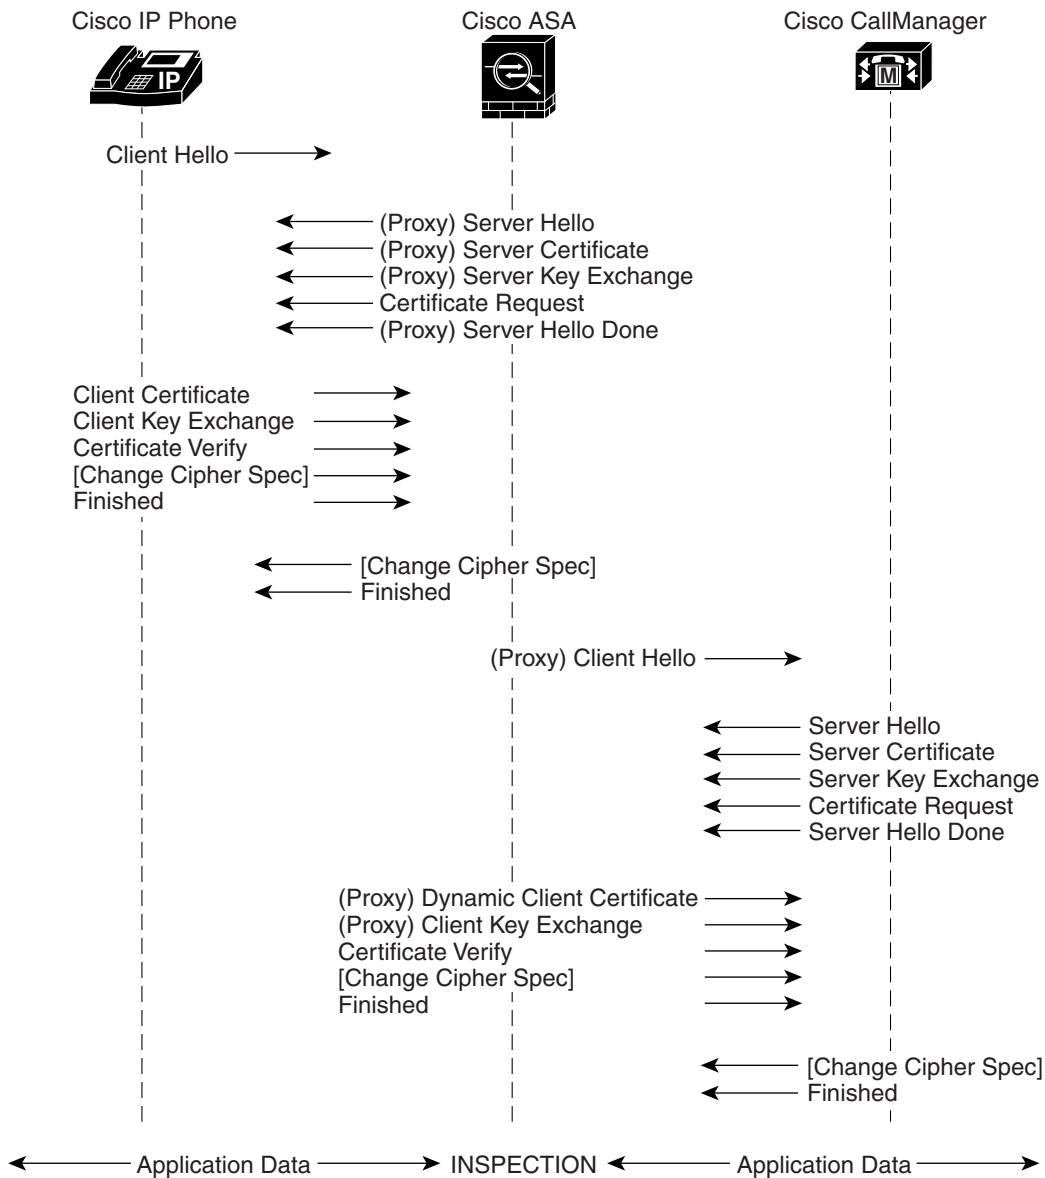 Cisco IP Phone
Cisco ASA
Cisco CallManager
IP
M
Client Hello
(Proxy) Server Hello
(Proxy) Server Certificate
(Proxy) Server Key Exchange
Certificate Request
(Proxy) Server Hello Done
Client Certificate
Client Key Exchange
Certificate Verify
[Change Cipher Spec]
Finished
[Change Cipher Spec]
Finished
(Proxy) Client Hello
Server Hello
Server Certificate
Server Key Exchange
Certificate Request
Server Hello Done
(Proxy) Dynamic Client Certificate
(Proxy) Client Key Exchange
Certificate Verify
[Change Cipher Spec]
Finished
[Change Cipher Spec]
Finished
Application Data
INSPECTION
Application Data